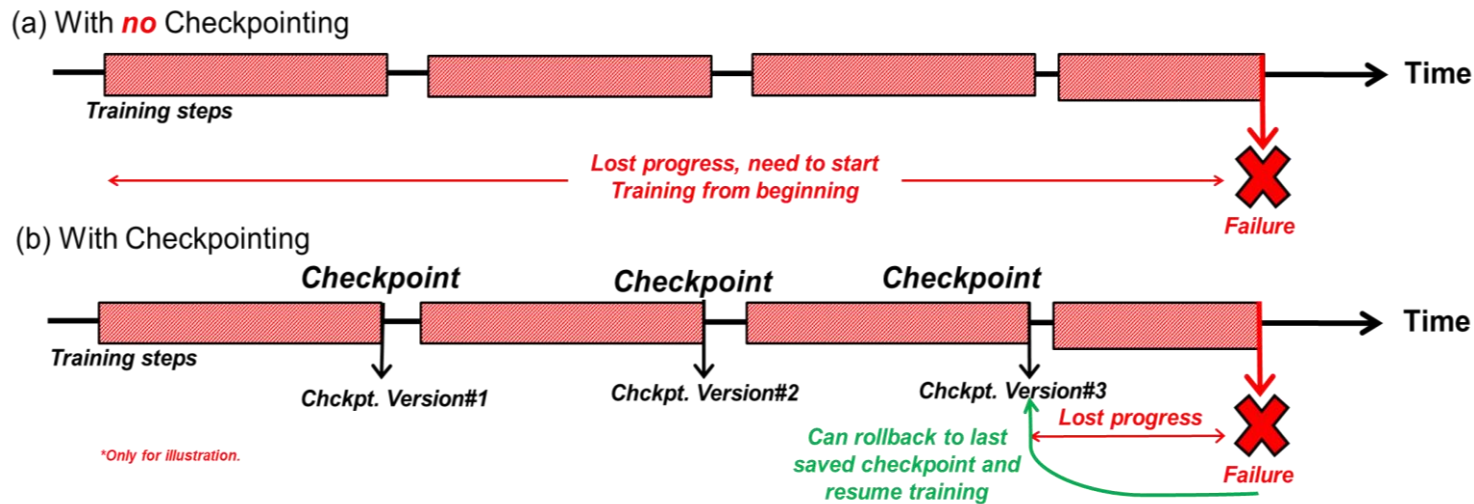 (a) With no Checkpointing
Time
Training steps
Lost progress, need to start
Training from beginning
Failure
(b) With Checkpointing
Checkpoint
Checkpoint
Checkpoint
Time
Training steps
Chckpt. Version#1
Chckpt. Version#2
Chckpt. Version#3
Lost progress
Can rollback to last
saved checkpoint and
resume training
Failure
*Only for illustration.